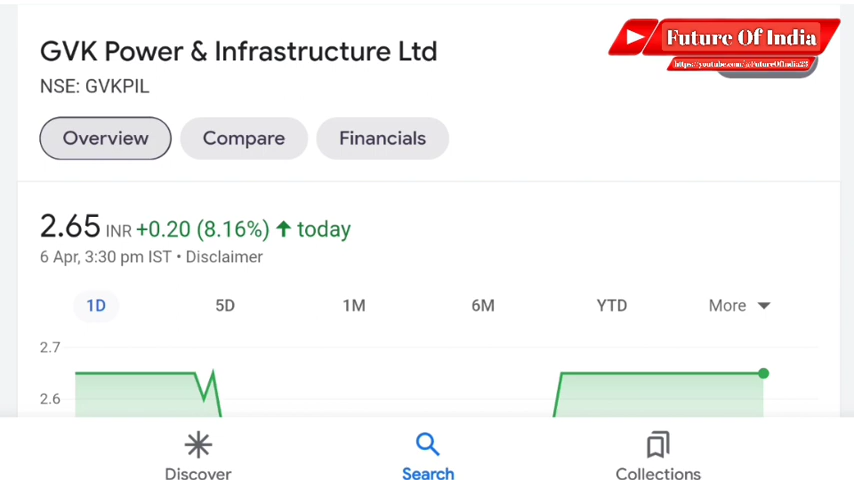 GVK Power & Infrastructure Ltd
NSE: GVKPIL
Future Of India
Overview
Compare
Financials
2.65 INR +0.20 (8.16%) ↑ today
6 Apr, 3:30 pm IST • Disclaimer
1D
5D
1M
6M
YTD
More
2.7
2.6
Discover
Search
Collections